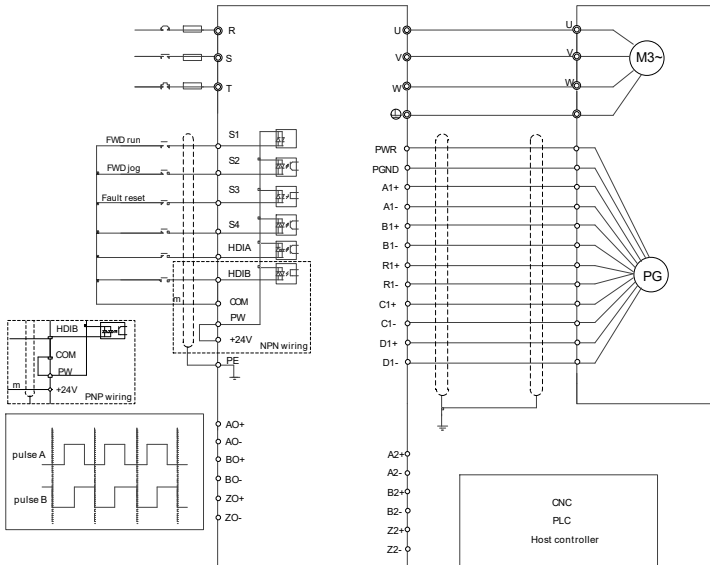 R
S
T
U
V
W
U
V
W
M3~
FWD run
FWD jog
Fault reset
S1
S2
S3
S4
HDIA
HDIB
COM
PW
+24V
NPN wiring
PE
m
HDIB
COM
PW
+24V
m
PNP wiring
pulse A
pulse B
AO+
AO-
BO+
BO-
ZO+
ZO-
PWR
PGND
A1+
A1-
B1+
B1-
R1+
R1-
C1+
C1-
D1+
D1-
PG
A2+
A2-
B2+
B2-
Z2+
Z2-
CNC
PLC
Host controller